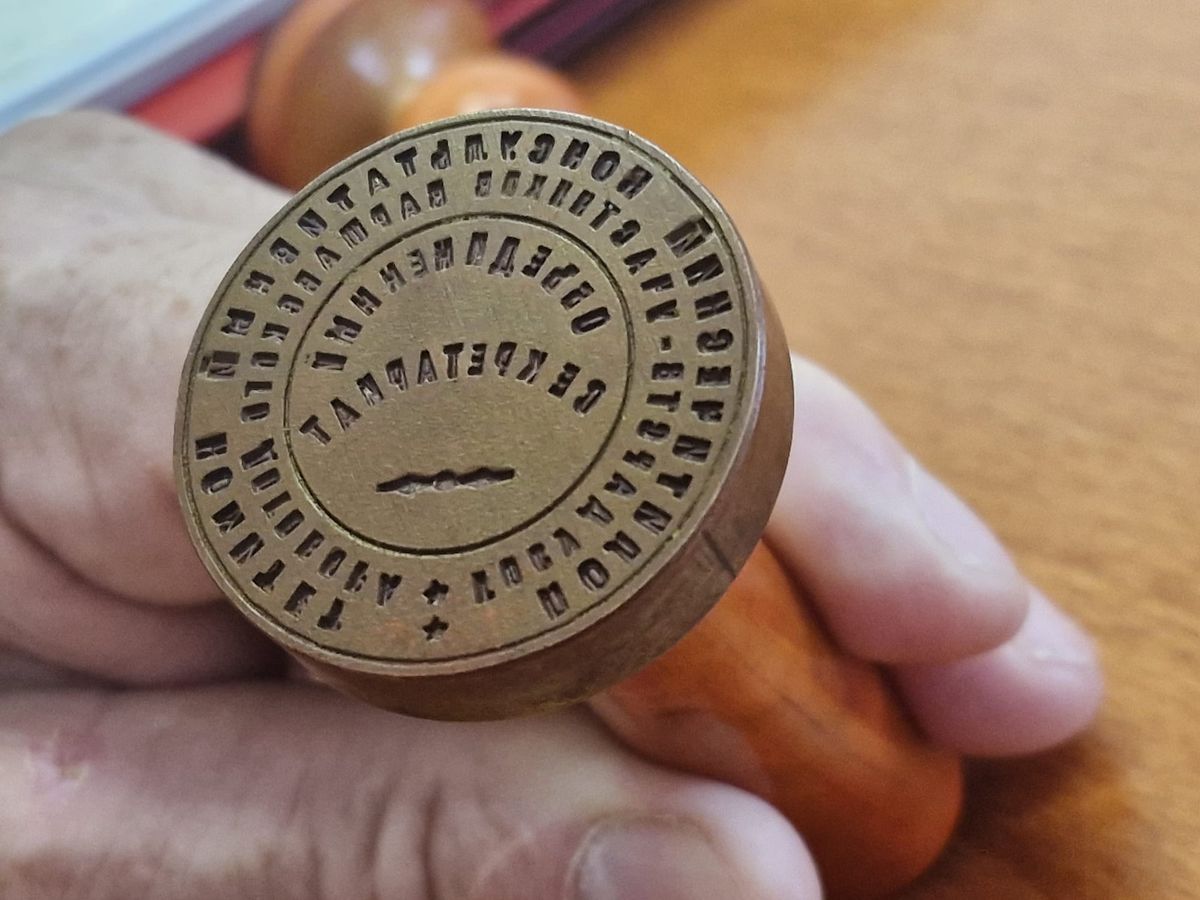 ПОЛИТИЧЕСКИЙ КОНСУЛЬТАТИВНЫЙ КОМИТЕТ
ГОСУДАРСТВ-УЧАСТНИКОВ ВАРШАВСКОГО ДОГОВОРА
ОБЪЕДИНЕННЫЙ
СЕКРЕТАРИАТ